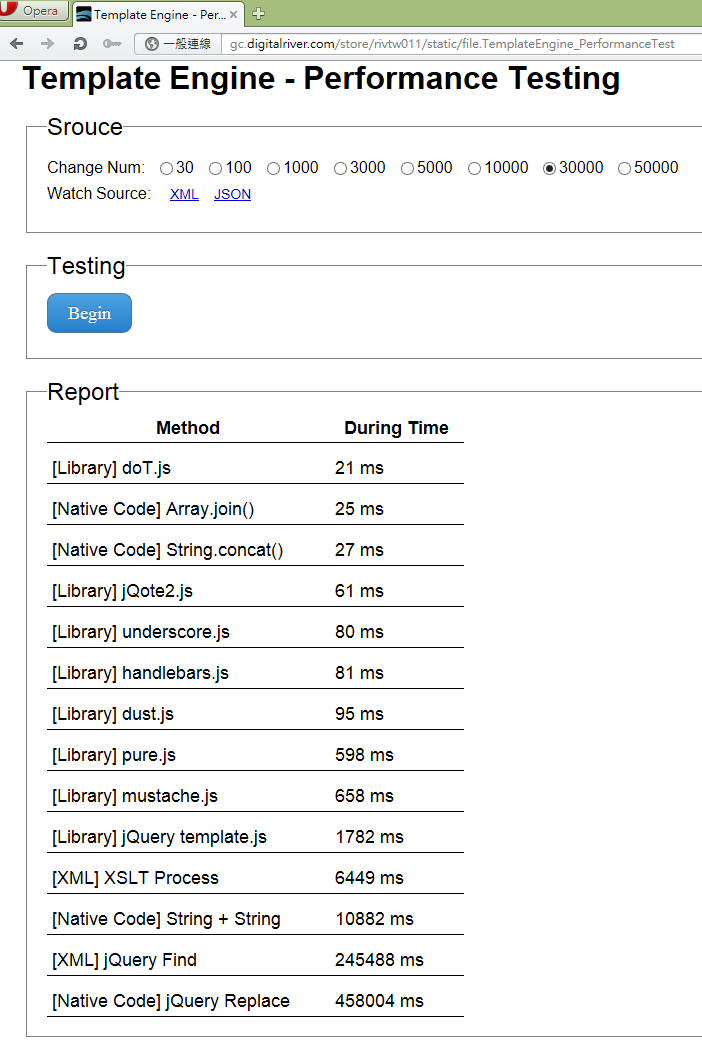 Opera
Template Engine - Per...
一般連線
gc.digitalriver.com/store/rivtw011/static/file.TemplateEngine_PerformanceTest
Template Engine - Performance Testing
Srouce
Change Num: 30 100 1000 3000 5000 10000 30000 50000
Watch Source: XML JSON
Testing
Begin
Report
Method During Time
[Library] doT.js 21 ms
[Native Code] Array.join() 25 ms
[Native Code] String.concat() 27 ms
[Library] jQote2.js 61 ms
[Library] underscore.js 80 ms
[Library] handlebars.js 81 ms
[Library] dust.js 95 ms
[Library] pure.js 598 ms
[Library] mustache.js 658 ms
[Library] jQuery template.js 1782 ms
[XML] XSLT Process 6449 ms
[Native Code] String + String 10882 ms
[XML] jQuery Find 245488 ms
[Native Code] jQuery Replace 458004 ms